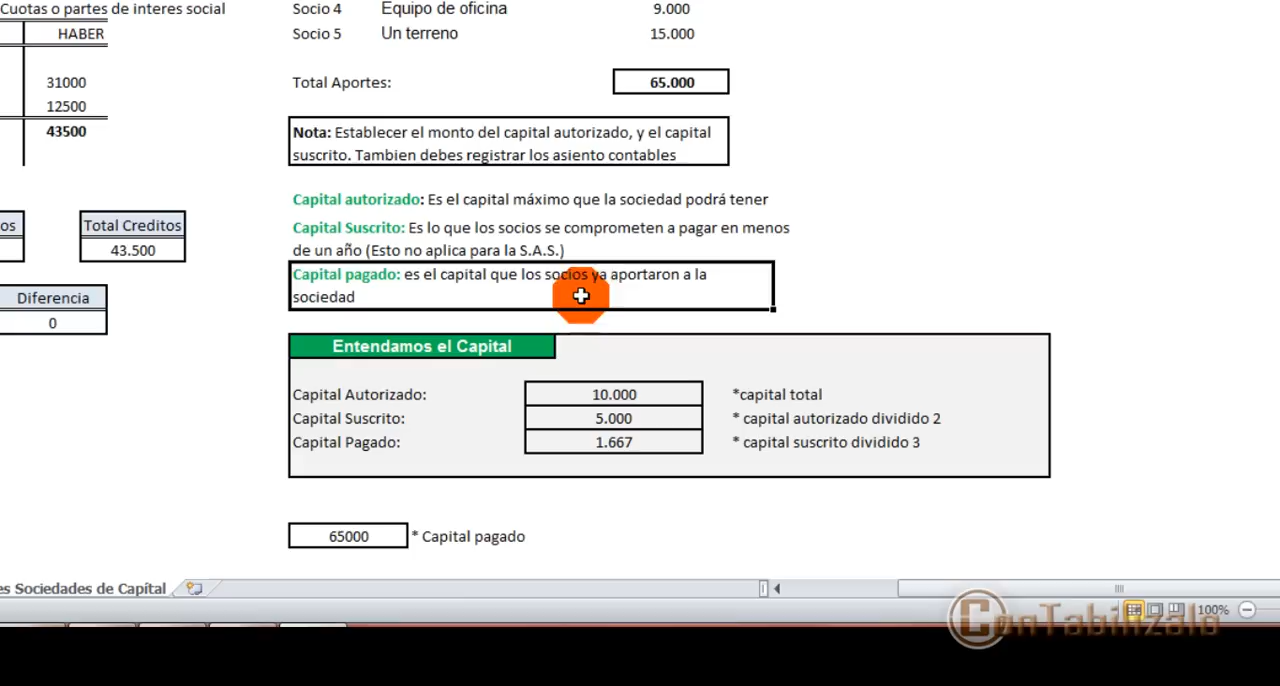 Cuotas o partes de interes social
HABER
31000
12500
43500
os
Total Creditos
43.500
Diferencia
0
Socio 4 Equipo de oficina 9.000
Socio 5 Un terreno 15.000
Total Aportes: 65.000
Nota: Establecer el monto del capital autorizado, y el capital
suscrito. Tambien debes registrar los asiento contables
Capital autorizado: Es el capital máximo que la sociedad podrá tener
Capital Suscrito: Es lo que los socios se comprometen a pagar en menos
de un año (Esto no aplica para la S.A.S.)
Capital pagado: es el capital que los socios ya aportaron a la
sociedad
Entendamos el Capital
Capital Autorizado: 10.000 *capital total
Capital Suscrito: 5.000 * capital autorizado dividido 2
Capital Pagado: 1.667 * capital suscrito dividido 3
65000 * Capital pagado
es Sociedades de Capítal
100%
ConTabilizalo